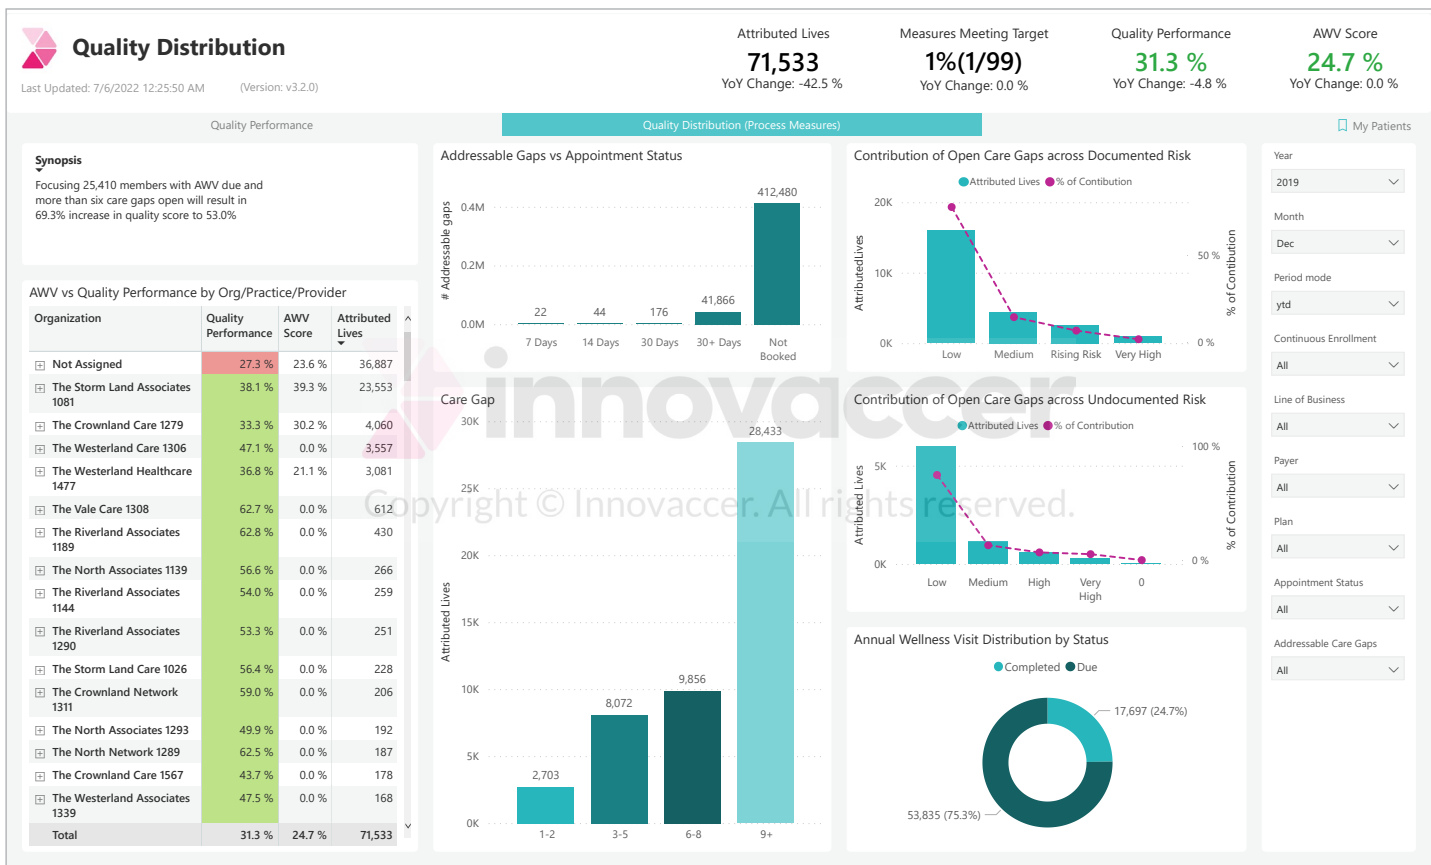 Quality Distribution
Last Updated: 7/6/2022 12:25:50 AM (Version: v3.2.0)
Attributed Lives
71,533
YoY Change: -42.5 %
Measures Meeting Target
1%(1/99)
YoY Change: 0.0 %
Quality Performance
31.3 %
YoY Change: -4.8 %
AWV Score
24.7 %
YoY Change: 0.0 %
Quality Performance
Quality Distribution (Process Measures)
My Patients
Synopsis
Focusing 25,410 members with AWV due and
more than six care gaps open will result in
69.3% increase in quality score to 53.0%
AWV vs Quality Performance by Org/Practice/Provider
Organization Quality AWV Attributed
Performance Score Lives
Not Assigned 27.3 % 23.6 % 36,887
The Storm Land Associates 38.1 % 39.3 % 23,553
1081
The Crownland Care 1279 33.3 % 30.2 % 4,060
The Westerland Care 1306 47.1 % 0.0 % 3,557
The Westerland Healthcare 36.8 % 21.1 % 3,081
1477
The Vale Care 1308 62.7 % 0.0 % 612
The Riverland Associates 62.8 % 0.0 % 430
1189
The North Associates 1139 56.6 % 0.0 % 266
The Riverland Associates 54.0 % 0.0 % 259
1144
The Riverland Associates 53.3 % 0.0 % 251
1290
The Storm Land Care 1026 56.4 % 0.0 % 228
The Crownland Network 59.0 % 0.0 % 206
1311
The North Associates 1293 49.9 % 0.0 % 192
The North Network 1289 62.5 % 0.0 % 187
The Crownland Care 1567 43.7 % 0.0 % 178
The Westerland Associates 47.5 % 0.0 % 168
1339
Total 31.3 % 24.7 % 71,533
Addressable Gaps vs Appointment Status
# Addressable gaps
0.4M
0.2M
0.0M
22 44 176 41,866 412,480
7 Days 14 Days 30 Days 30+ Days Not
Booked
Care Gap
Attributed Lives
30K
25K
20K
15K
10K
5K
0K
2,703 8,072 9,856 28,433
1-2 3-5 6-8 9+
Contribution of Open Care Gaps across Documented Risk
Attributed Lives % of Contibution
AttributedLives
20K
10K
0K
50 %
0 %
% of Contibution
Low Medium Rising Risk Very High
Contribution of Open Care Gaps across Undocumented Risk
Attributed Lives % of Contribution
Attributed Lives
5K
0K
100 %
0 %
% of Contribution
Low Medium High Very 0
High
Annual Wellness Visit Distribution by Status
Completed Due
17,697 (24.7%)
53,835 (75.3%)
Year
2019
Month
Dec
Period mode
ytd
Continuous Enrollment
All
Line of Business
All
Payer
All
Plan
All
Appointment Status
All
Addressable Care Gaps
All
innovaccer
Copyright © Innovaccer. All rights reserved.